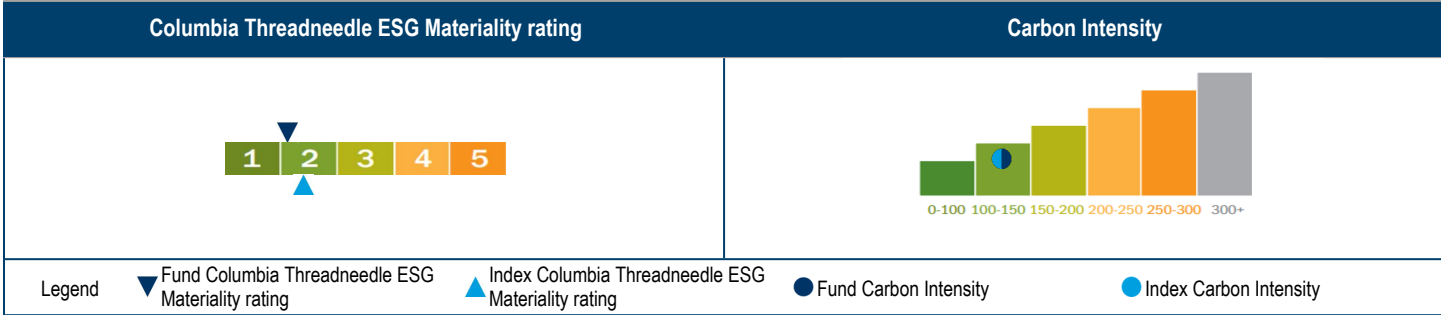 Columbia Threadneedle ESG Materiality rating
Carbon Intensity
1 2 3 4 5
0-100 100-150 150-200 200-250 250-300 300+
Legend
Fund Columbia Threadneedle ESG
Materiality rating
Index Columbia Threadneedle ESG
Materiality rating
Fund Carbon Intensity
Index Carbon Intensity